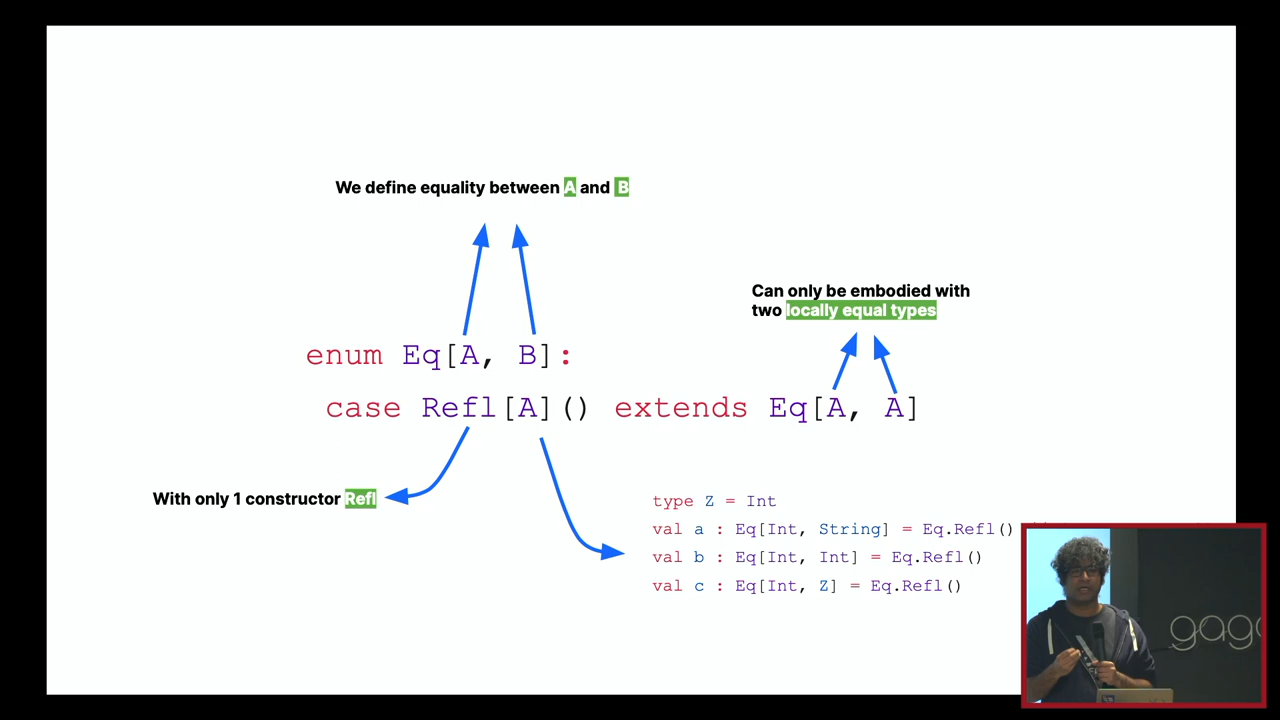 We define equality between A and B
Can only be embodied with
two locally equal types
enum Eq[A, B]:
case Refl[A]() extends Eq[A, A]
With only 1 constructor Refl
type Z = Int
val a : Eq[Int, String] = Eq.Refl()
val b : Eq[Int, Int] = Eq.Refl()
val c : Eq[Int, Z] = Eq.Refl()